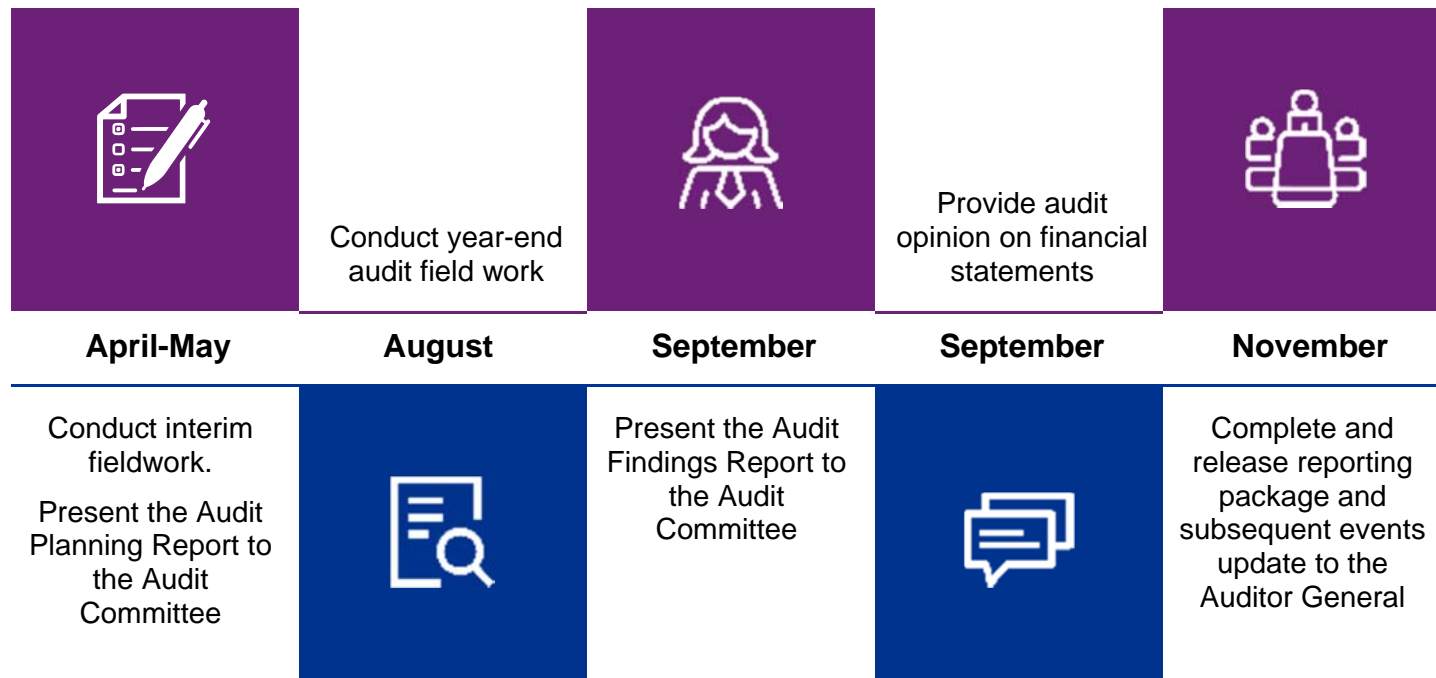 Conduct year-end
audit field work
Provide audit
opinion on financial
statements
April-May
August
September
September
November
Conduct interim
fieldwork.
Present the Audit
Planning Report to
the Audit
Committee
Present the Audit
Findings Report to
the Audit
Committee
Complete and
release reporting
package and
subsequent events
update to the
Auditor General